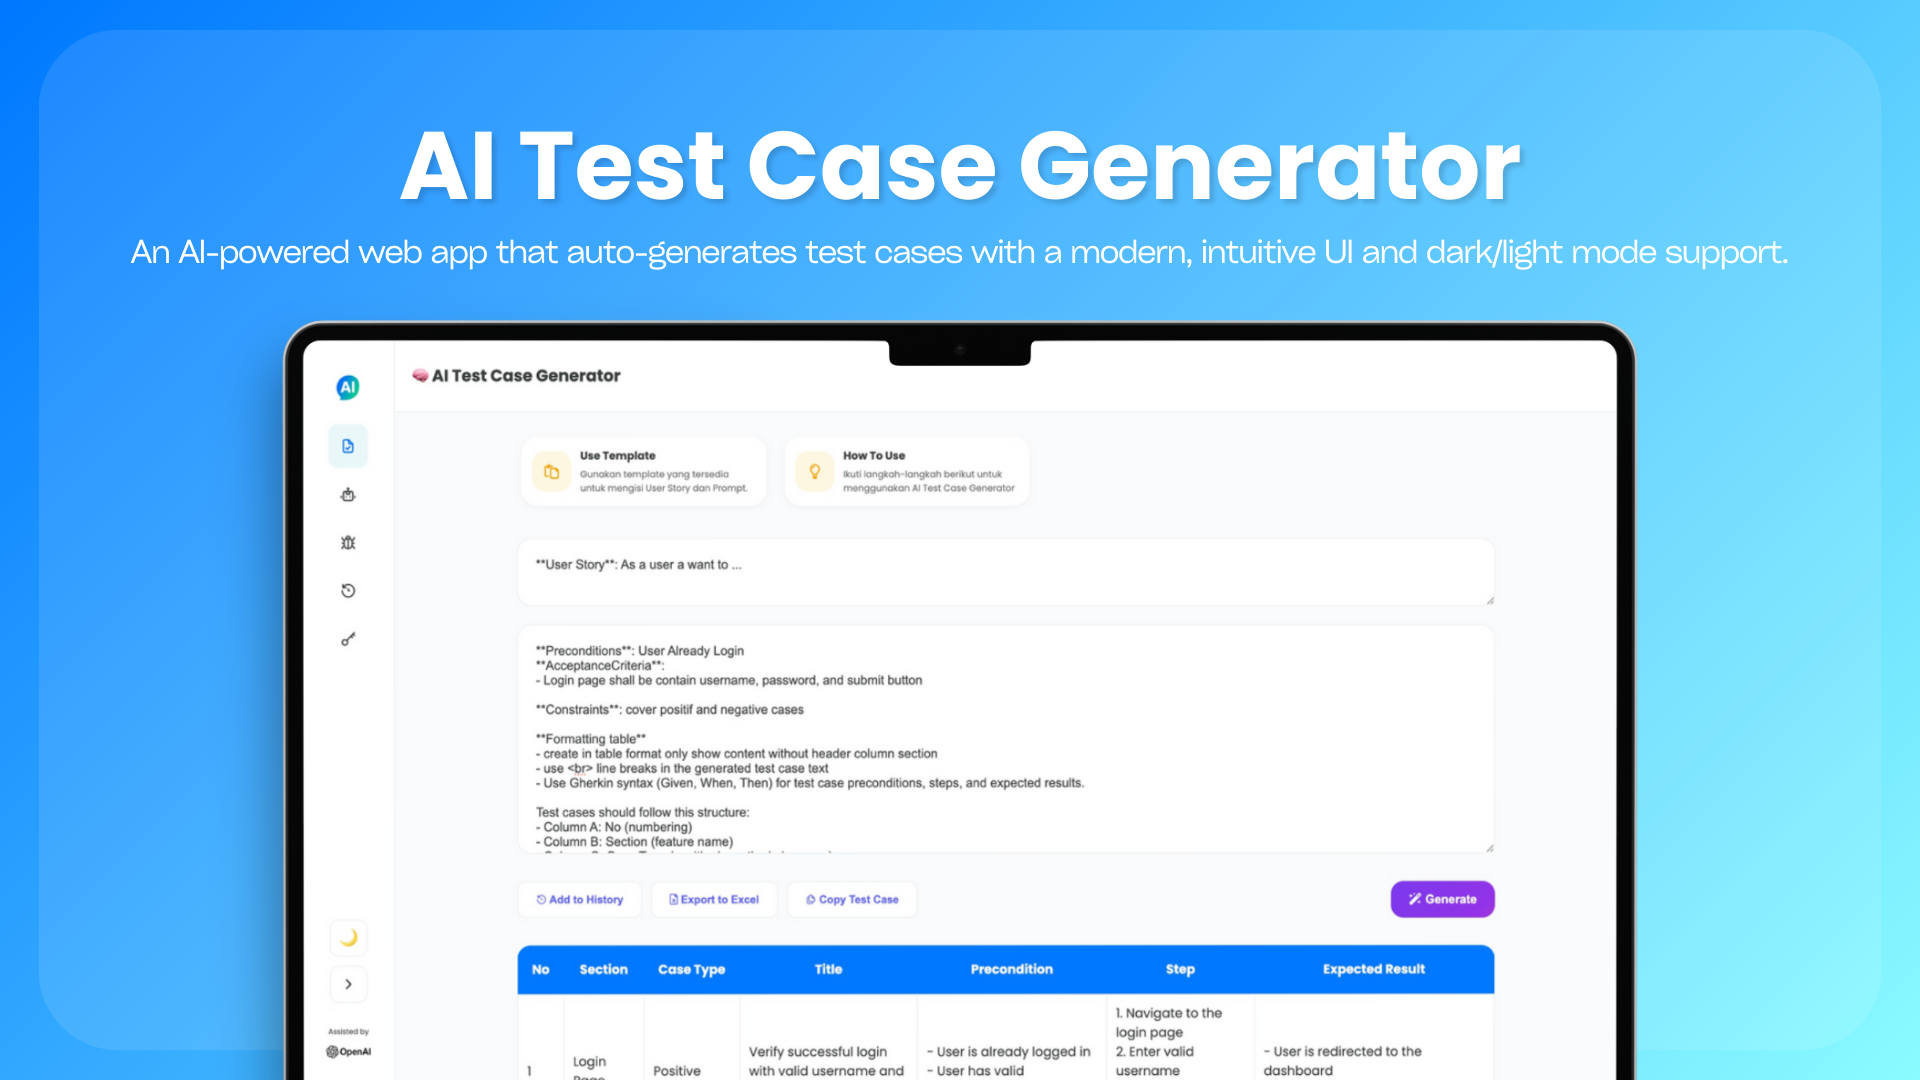 AI Test Case Generator
An AI-powered web app that auto-generates test cases with a modern, intuitive UI and dark/light mode support.
AI
AI Test Case Generator
Use Template
Gunakan template yang tersedia
untuk mengisi User Story dan Prompt.
How To Use
Ikuti langkah-langkah berikut untuk
menggunakan AI Test Case Generator
**User Story**: As a user a want to ...
**Preconditions**: User Already Login
**AcceptanceCriteria**:
- Login page shall be contain username, password, and submit button
**Constraints**: cover positif and negative cases
**Formatting table**
- create in table format only show content without header column section
- use <br> line breaks in the generated test case text
- Use Gherkin syntax (Given, When, Then) for test case preconditions, steps, and expected results.
Test cases should follow this structure:
- Column A: No (numbering)
- Column B: Section (feature name)
Add to History
Export to Excel
Copy Test Case
Generate
No Section Case Type Title Precondition Step Expected Result
1
Login
Positive
Verify successful login
with valid username and
- User is already logged in
- User has valid
1. Navigate to the
login page
2. Enter valid
username
- User is redirected to the
dashboard
Assisted by
OpenAI